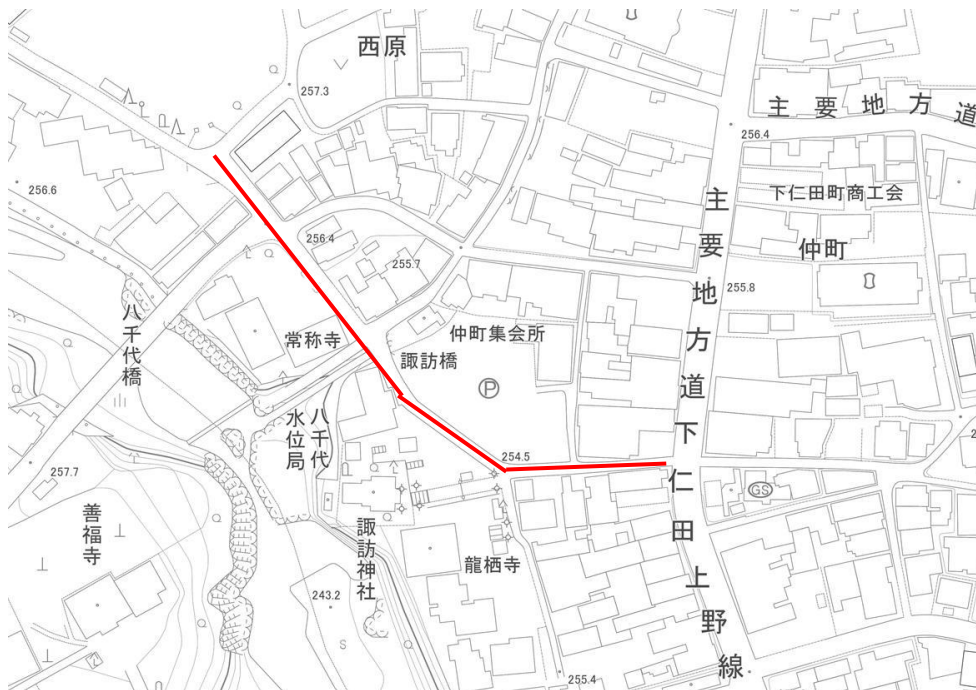 西原
257.3
主要地方道
256.4
256.6
下仁田町商工会
256.4
255.7
仲町
255.8
八千代橋
常称寺
仲町集会所
諏訪橋
P
八千代
水位局
254.5
257.7
GS
善福寺
諏訪神社
龍栖寺
243.2
S
255.4
主要地方道下仁田上野線